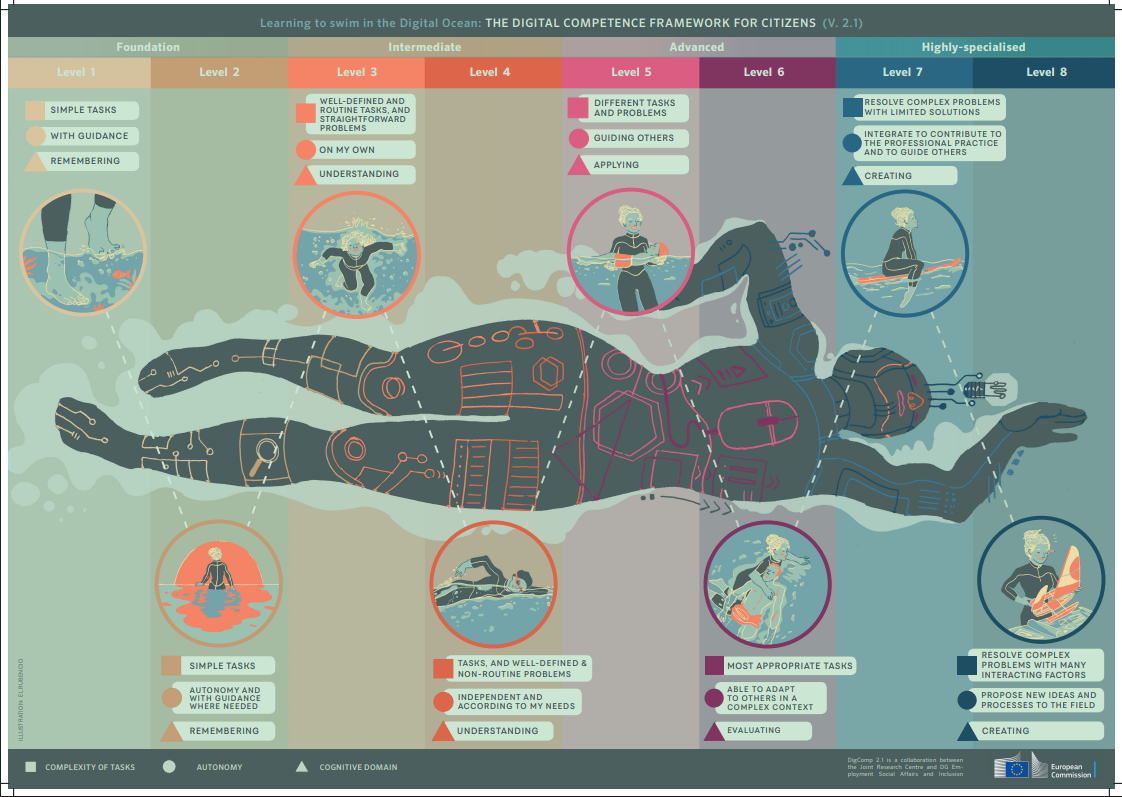 Learning to swim in the Digital Ocean: THE DIGITAL COMPETENCE FRAMEWORK FOR CITIZENS (V. 2.1)
Foundation
Intermediate
Advanced
Highly-specialised
Level 1
Level 2
Level 3
Level 4
Level 5
Level 6
Level 7
Level 8
SIMPLE TASKS
WITH GUIDANCE
REMEMBERING
WELL-DEFINED AND
ROUTINE TASKS, AND
STRAIGHTFORWARD
PROBLEMS
ON MY OWN
UNDERSTANDING
DIFFERENT TASKS
AND PROBLEMS
GUIDING OTHERS
APPLYING
RESOLVE COMPLEX PROBLEMS
WITH LIMITED SOLUTIONS
INTEGRATE TO CONTRIBUTE TO
THE PROFESSIONAL PRACTICE
AND TO GUIDE OTHERS
CREATING
SIMPLE TASKS
AUTONOMY AND
WITH GUIDANCE
WHERE NEEDED
REMEMBERING
TASKS, AND WELL-DEFINED &
NON-ROUTINE PROBLEMS
INDEPENDENT AND
ACCORDING TO MY NEEDS
UNDERSTANDING
MOST APPROPRIATE TASKS
ABLE TO ADAPT
TO OTHERS IN A
COMPLEX CONTEXT
EVALUATING
RESOLVE COMPLEX
PROBLEMS WITH MANY
INTERACTING FACTORS
PROPOSE NEW IDEAS AND
PROCESSES TO THE FIELD
CREATING
COMPLEXITY OF TASKS
AUTONOMY
COGNITIVE DOMAIN
DigComp 2.1 is a collaboration between
the Joint Research Centre and DG Em-
ployment Social Affairs and Inclusion
European
Commission